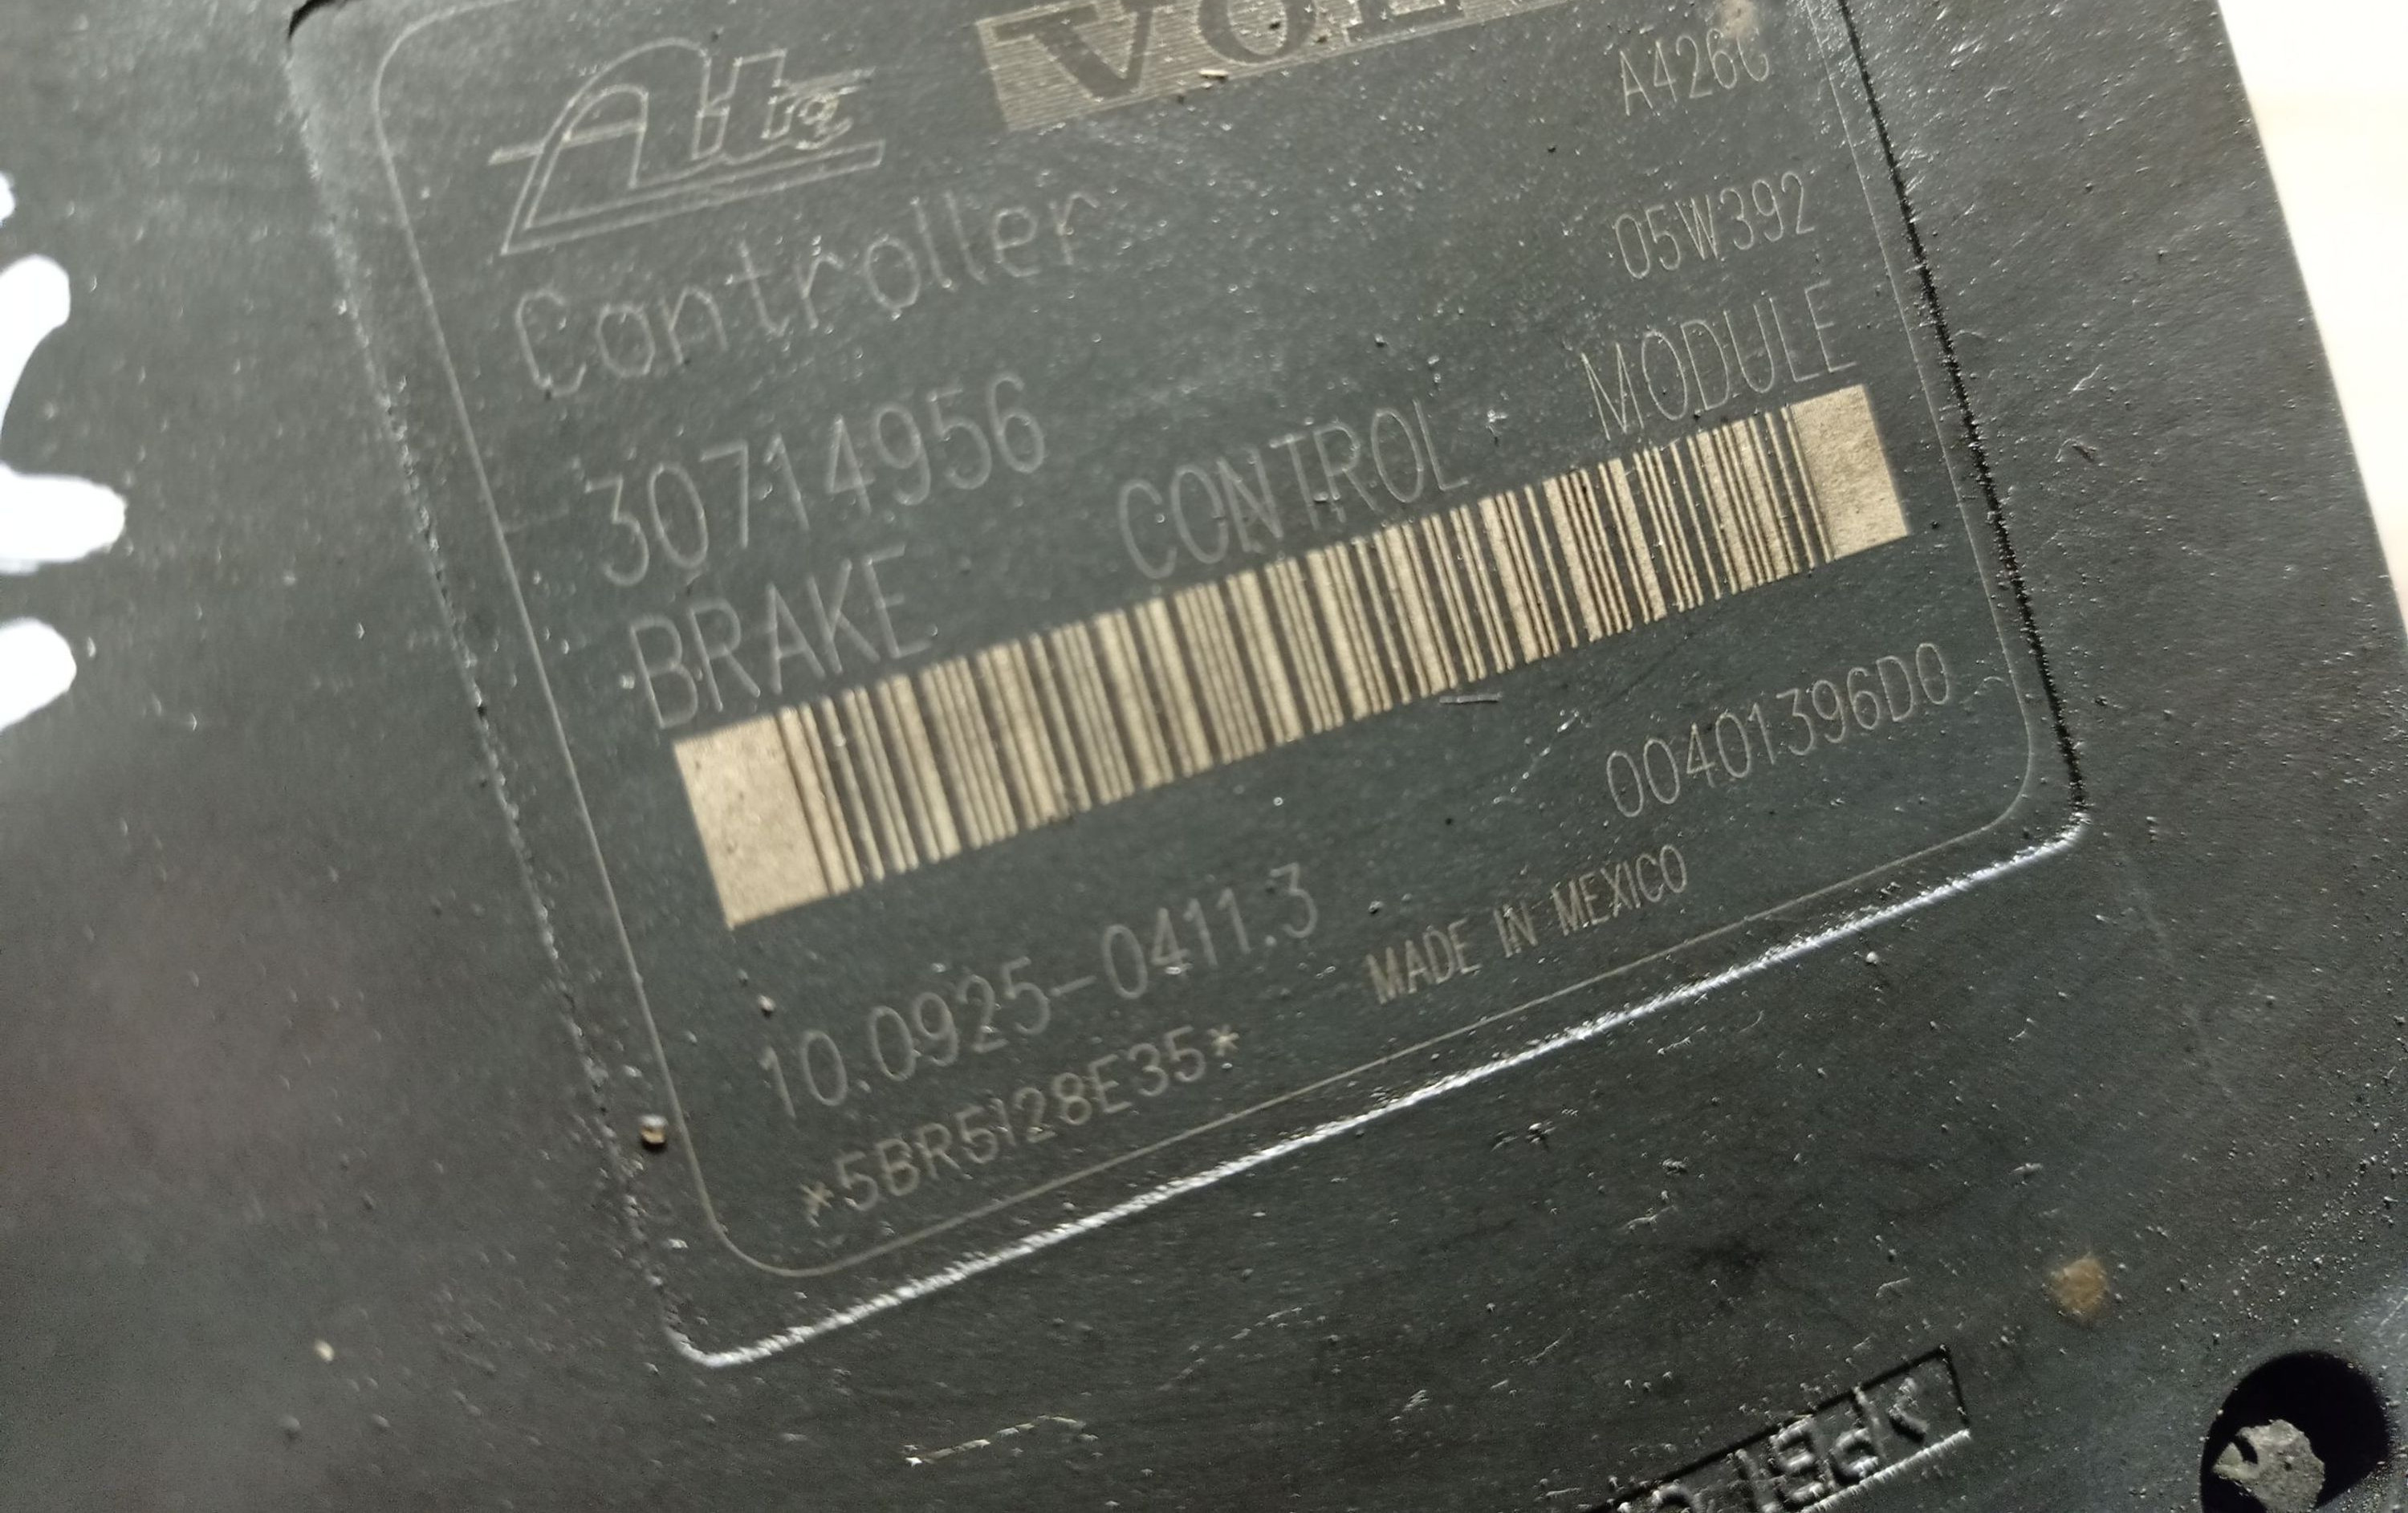 Ate
A426C
Controller
05W392
30714956
BRAKE CONTROL MODULE
00401396D0
10.0925-0411.3
MADE IN MEXICO
*5BR5128E35*